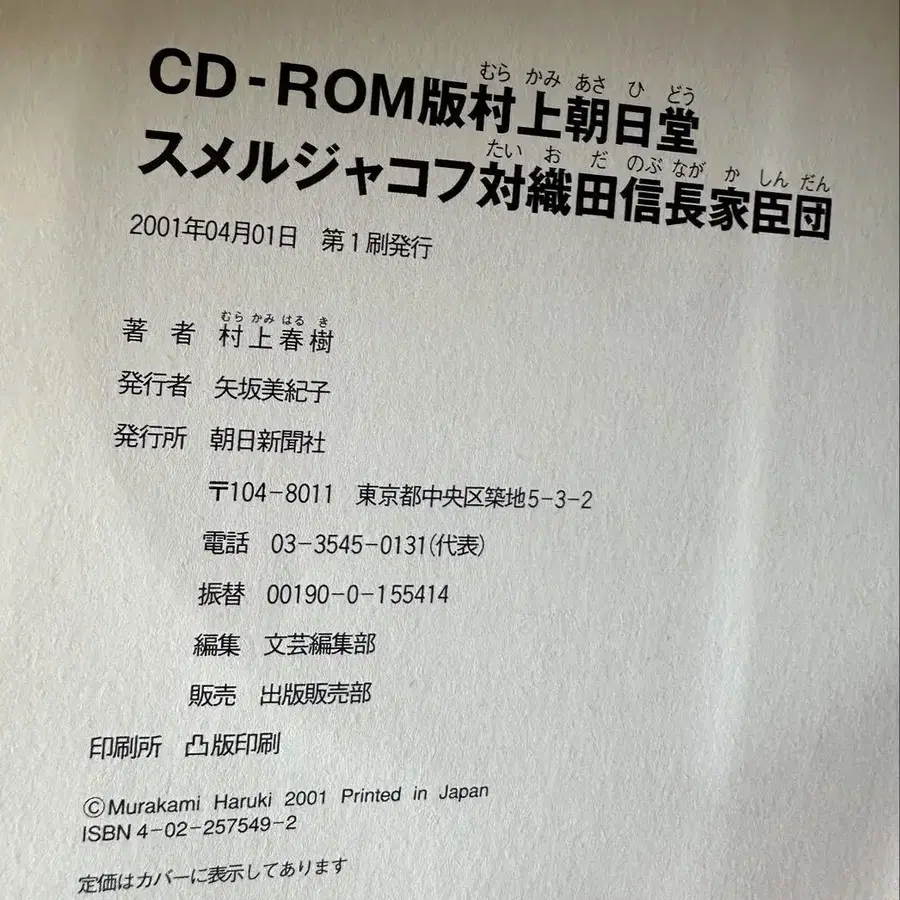 むら かみ あさ ひ どう
CD-ROM版村上朝日堂
たい お だ のぶ なが か しん だん
スメルジャコフ対織田信長家臣団
2001年04月01日 第1刷発行
むら かみ はる き
著 者 村上春樹
発行者 矢坂美紀子
発行所 朝日新聞社
〒104-8011 東京都中央区築地5-3-2
電話 03-3545-0131(代表)
振替 00190-0-155414
編集 文芸編集部
販売 出版販売部
印刷所 凸版印刷
©Murakami Haruki 2001 Printed in Japan
ISBN4-02-257549-2
定価はカバーに表示してあります